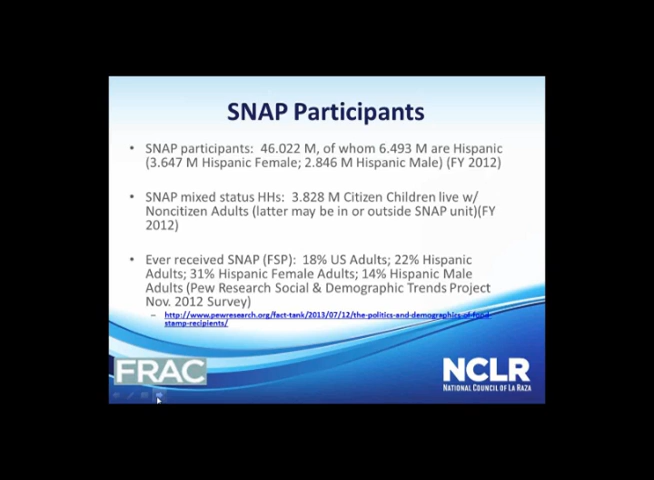 SNAP Participants
• SNAP participants: 46.022 M, of whom 6.493 M are Hispanic
(3.647 M Hispanic Female; 2.846 M Hispanic Male) (FY 2012)
• SNAP mixed status HHs: 3.828 M Citizen Children live w/
Noncitizen Adults (latter may be in or outside SNAP unit)(FY
2012)
• Ever received SNAP (FSP): 18% US Adults; 22% Hispanic
Adults; 31% Hispanic Female Adults; 14% Hispanic Male
Adults (Pew Research Social & Demographic Trends Project
Nov. 2012 Survey)
– http://www.pewresearch.org/fact-tank/2013/07/12/the-politics-and-demographics-of-food-
stamp-recipients/
FRAC
NCLR
NATIONAL COUNCIL OF LA RAZA